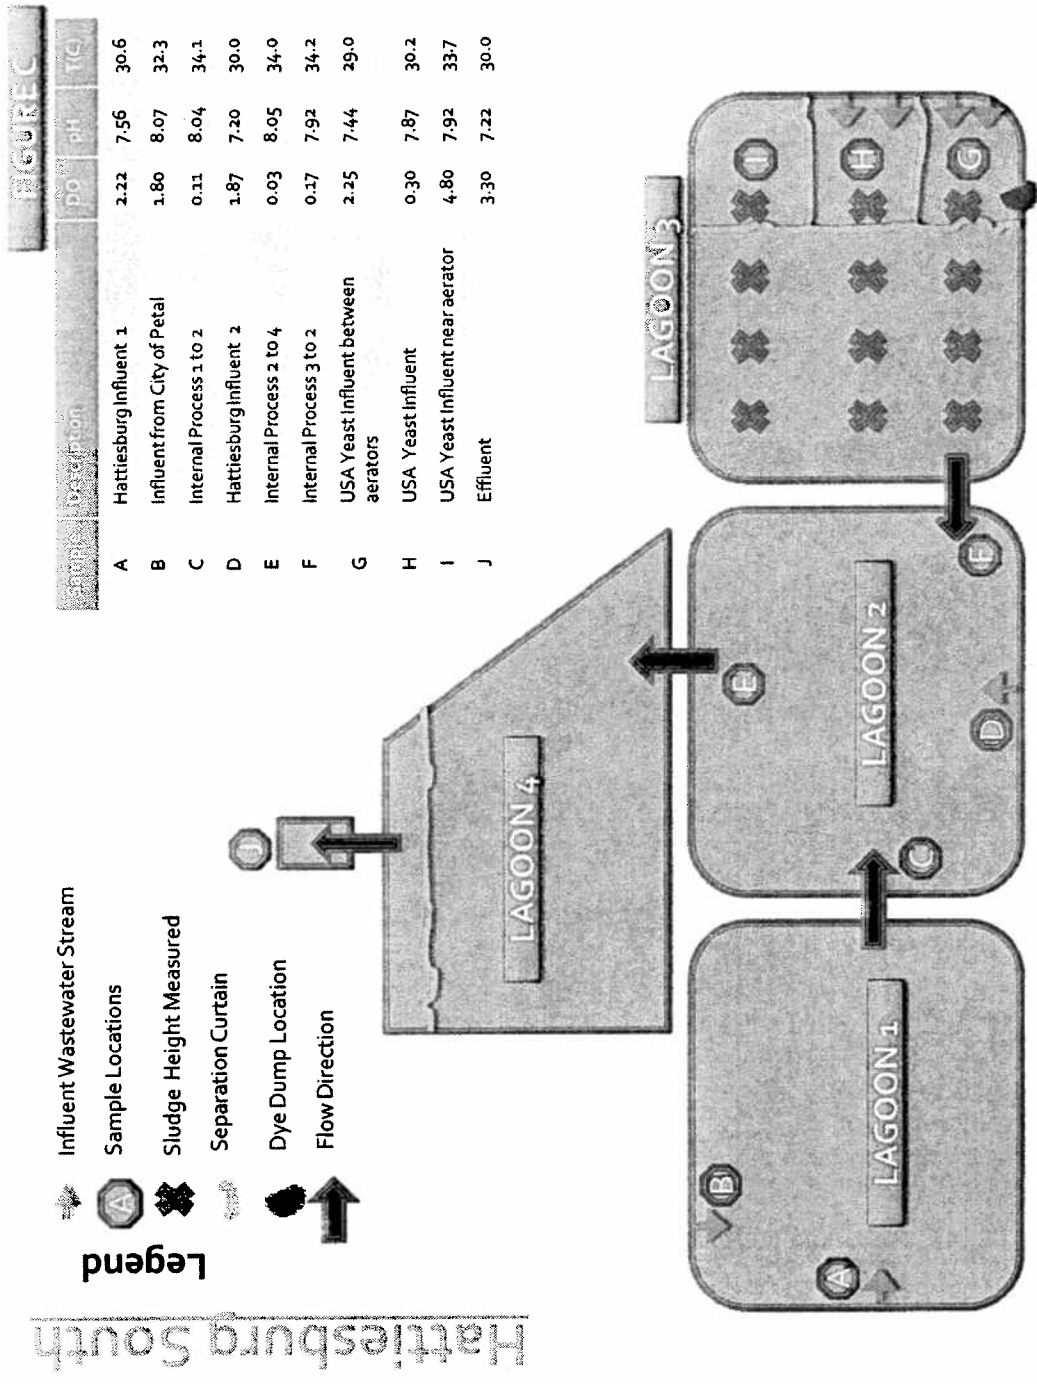 Hattiesburg South
Legend
Influent Wastewater Stream
A Sample Locations
Sludge Height Measured
Separation Curtain
Dye Dump Location
Flow Direction
FIGURE C
Sample Description DO pH T(C)
A Hattiesburg Influent 1 2.22 7.56 30.6
B Influent from City of Petal 1.80 8.07 32.3
C Internal Process 1 to 2 0.11 8.04 34.1
D Hattiesburg Influent 2 1.87 7.20 30.0
E Internal Process 2 to 4 0.03 8.05 34.0
F Internal Process 3 to 2 0.17 7.92 34.2
G USA Yeast Influent between 2.25 7.44 29.0
aerators
H USA Yeast Influent 0.30 7.87 30.2
I USA Yeast Influent near aerator 4.80 7.92 33.7
J Effluent 3.30 7.22 30.0
J
LAGOON 4
LAGOON 3
B
E
I
A
LAGOON 1
C
LAGOON 2
H
D
F
G